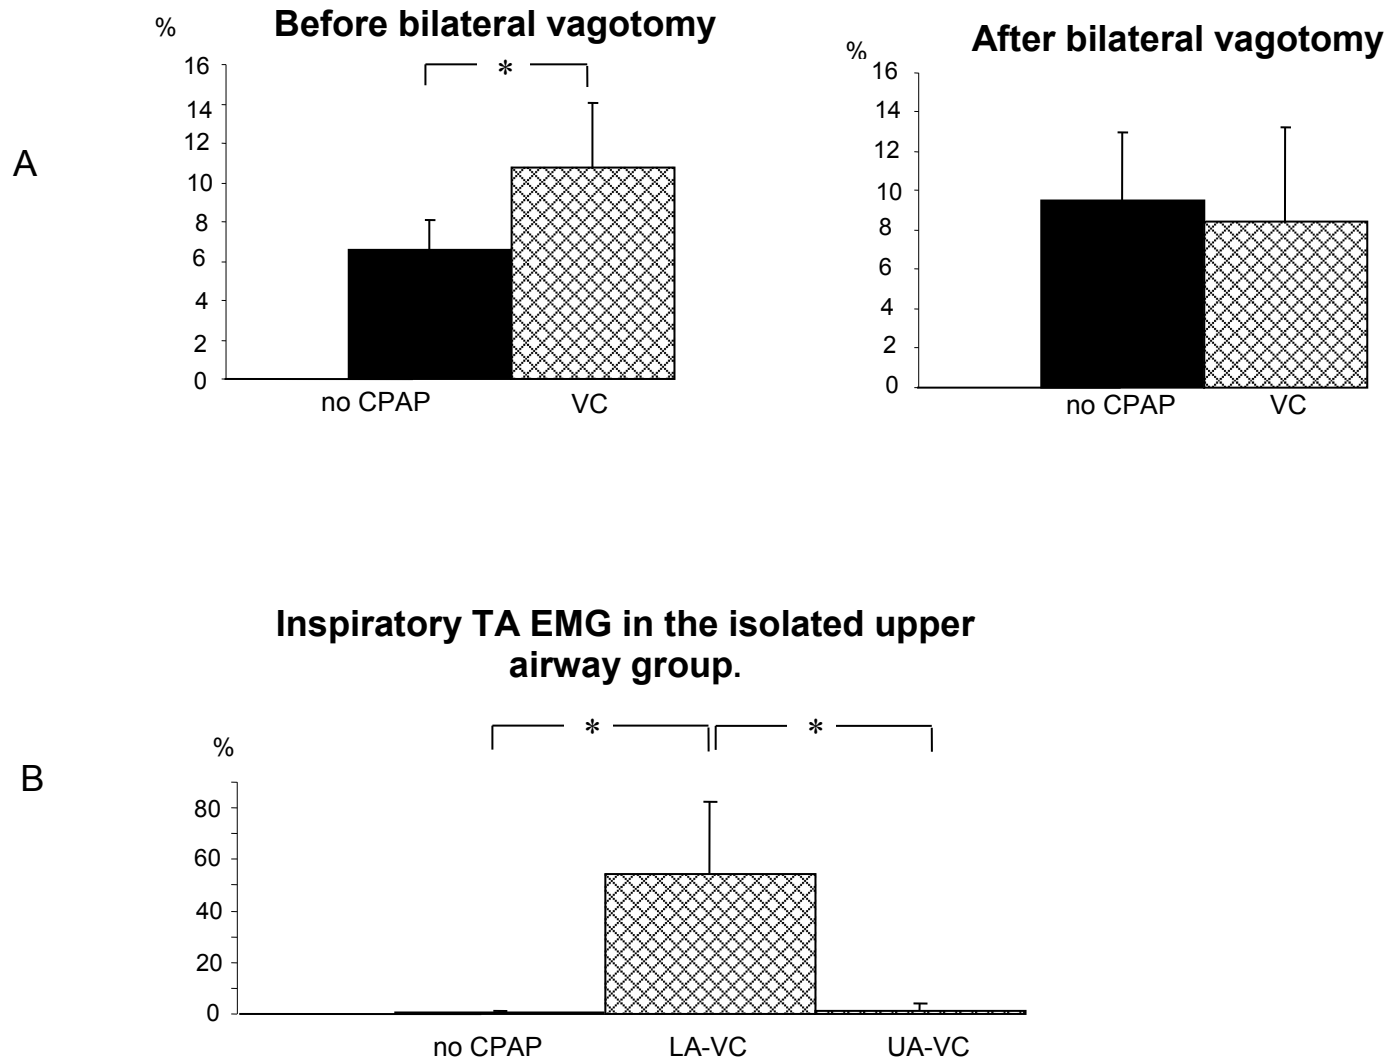 A
Before bilateral vagotomy
%
16
14
12
10
8
6
4
2
0
*
no CPAP
VC
After bilateral vagotomy
%
16
14
12
10
8
6
4
2
0
no CPAP
VC
B
Inspiratory TA EMG in the isolated upper
airway group.
%
80
60
40
20
0
*
*
no CPAP
LA-VC
UA-VC